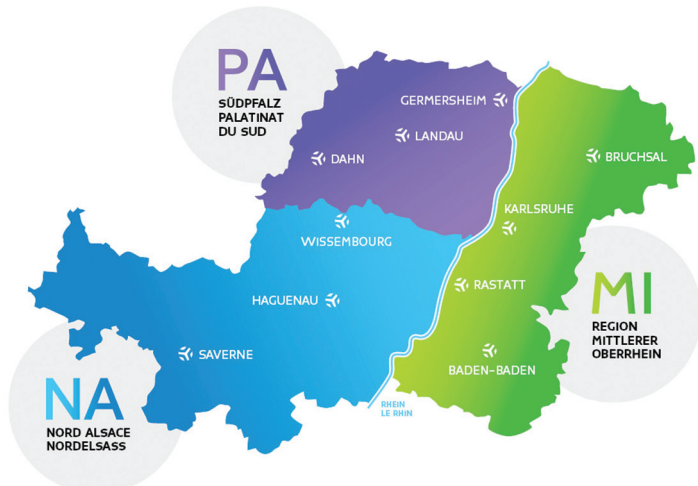 PA
SÜDPFALZ
PALATINAT
DU SUD
GERMERSHEIM
LANDAU
DAHN
BRUCHSAL
KARLSRUHE
WISSEMBOURG
RASTATT
HAGUENAU
MI
REGION
MITTLERER
OBERRHEIN
SAVERNE
BADEN-BADEN
NA
NORD ALSACE
NORDELSASS
RHEIN
LE RHIN